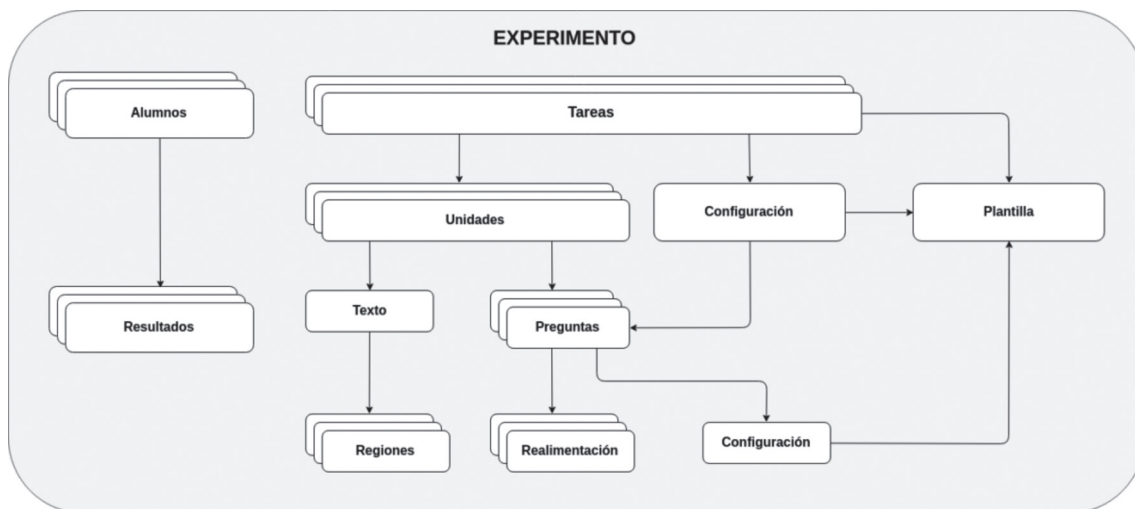 EXPERIMENTO
Alumnos
Tareas
Unidades
Configuración
Plantilla
Texto
Preguntas
Resultados
Regiones
Realimentación
Configuración